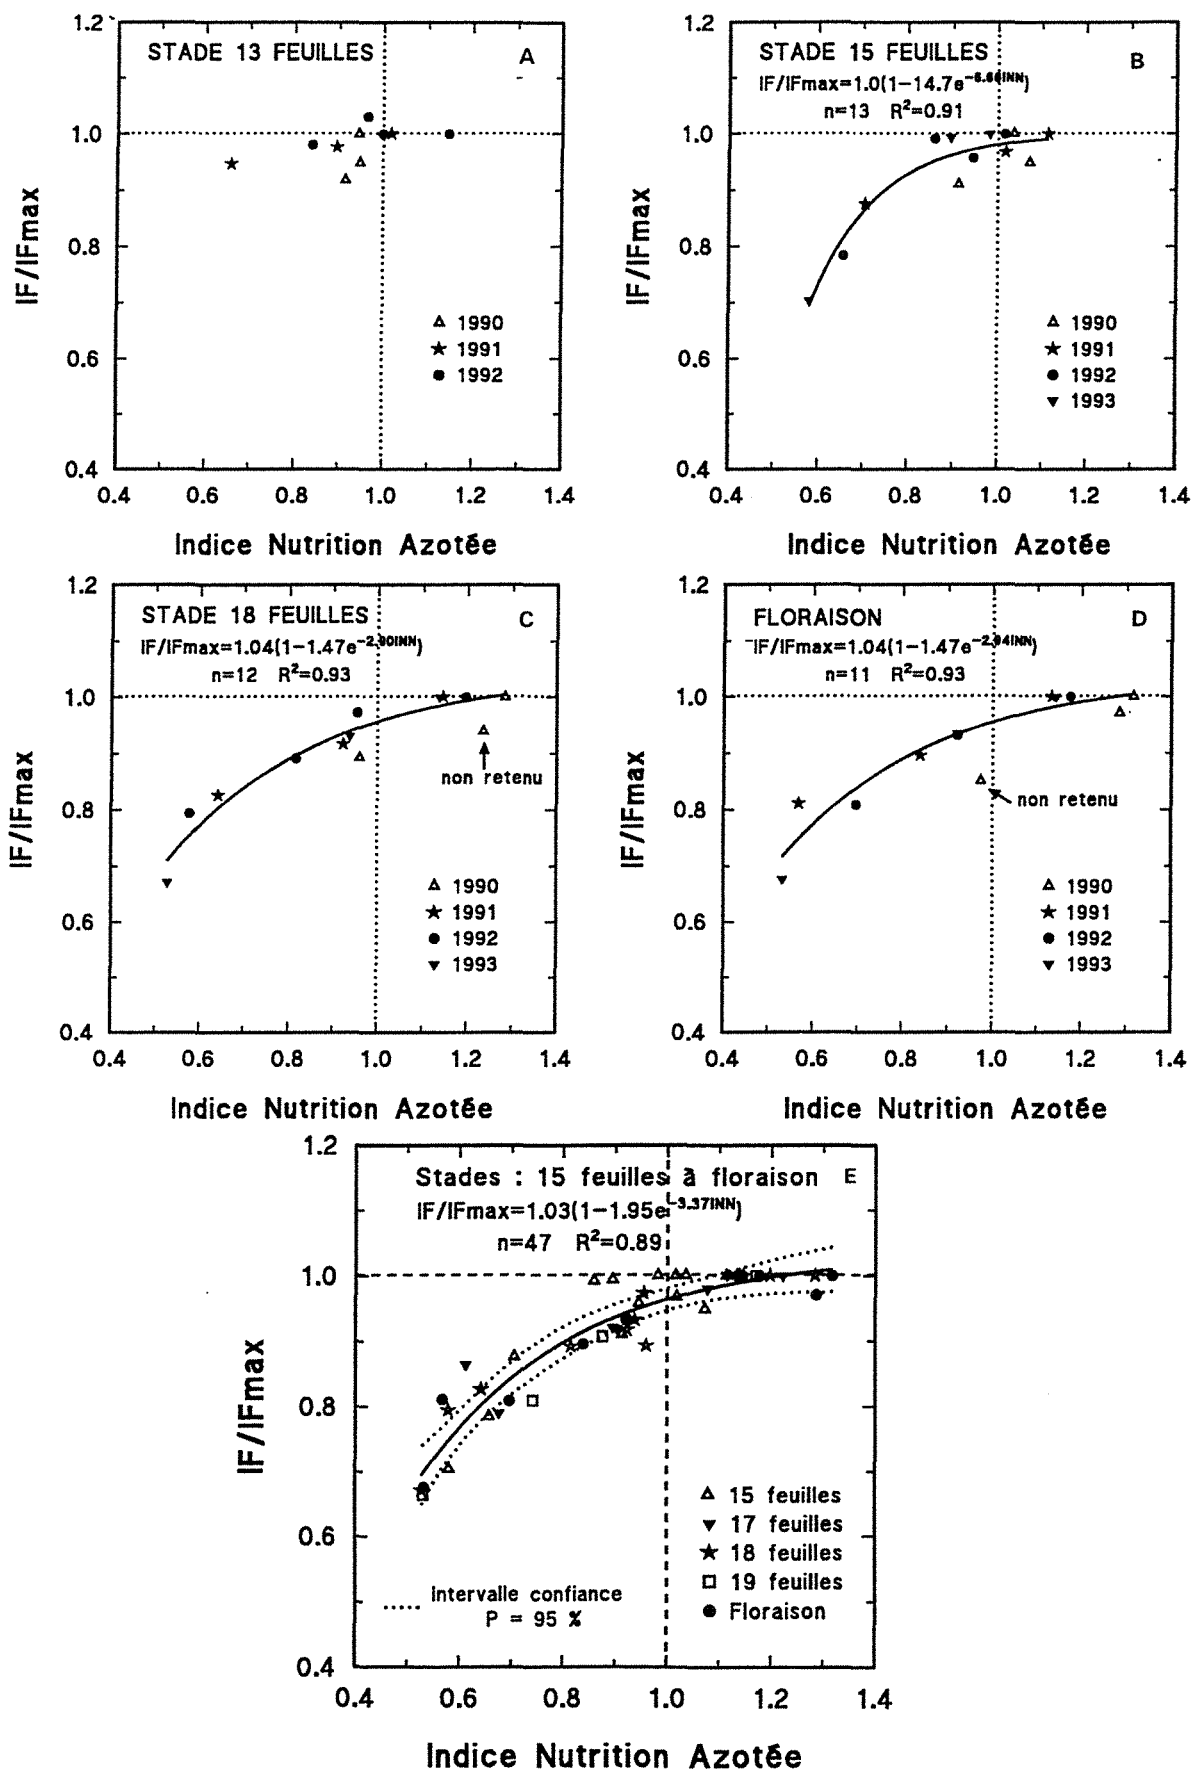 STADE 13 FEUILLES A
1.2
1.0
0.8
0.6
0.4
IF/IFmax
△ 1990
★ 1991
● 1992
0.4 0.6 0.8 1.0 1.2 1.4
Indice Nutrition Azotée
STADE 15 FEUILLES B
n=13 R²=0.91
1.2
1.0
0.8
0.6
0.4
IF/IFmax
△ 1990
★ 1991
● 1992
▼ 1993
0.4 0.6 0.8 1.0 1.2 1.4
Indice Nutrition Azotée
STADE 18 FEUILLES C
n=12 R²=0.93
1.2
1.0
0.8
0.6
0.4
IF/IFmax
non retenu
△ 1990
★ 1991
● 1992
▼ 1993
0.4 0.6 0.8 1.0 1.2 1.4
Indice Nutrition Azotée
FLORAISON D
n=11 R²=0.93
1.2
1.0
0.8
0.6
0.4
IF/IFmax
non retenu
△ 1990
★ 1991
● 1992
▼ 1993
0.4 0.6 0.8 1.0 1.2 1.4
Indice Nutrition Azotée
Stades : 15 feuilles à floraison E
IF/IFmax=1.03(1-1.95e^-3.37INN)
n=47 R²=0.89
1.2
1.0
0.8
0.6
0.4
IF/IFmax
△ 15 feuilles
▼ 17 feuilles
★ 18 feuilles
□ 19 feuilles
● Floraison
Intervalle confiance
P = 95 %
0.4 0.6 0.8 1.0 1.2 1.4
Indice Nutrition Azotée